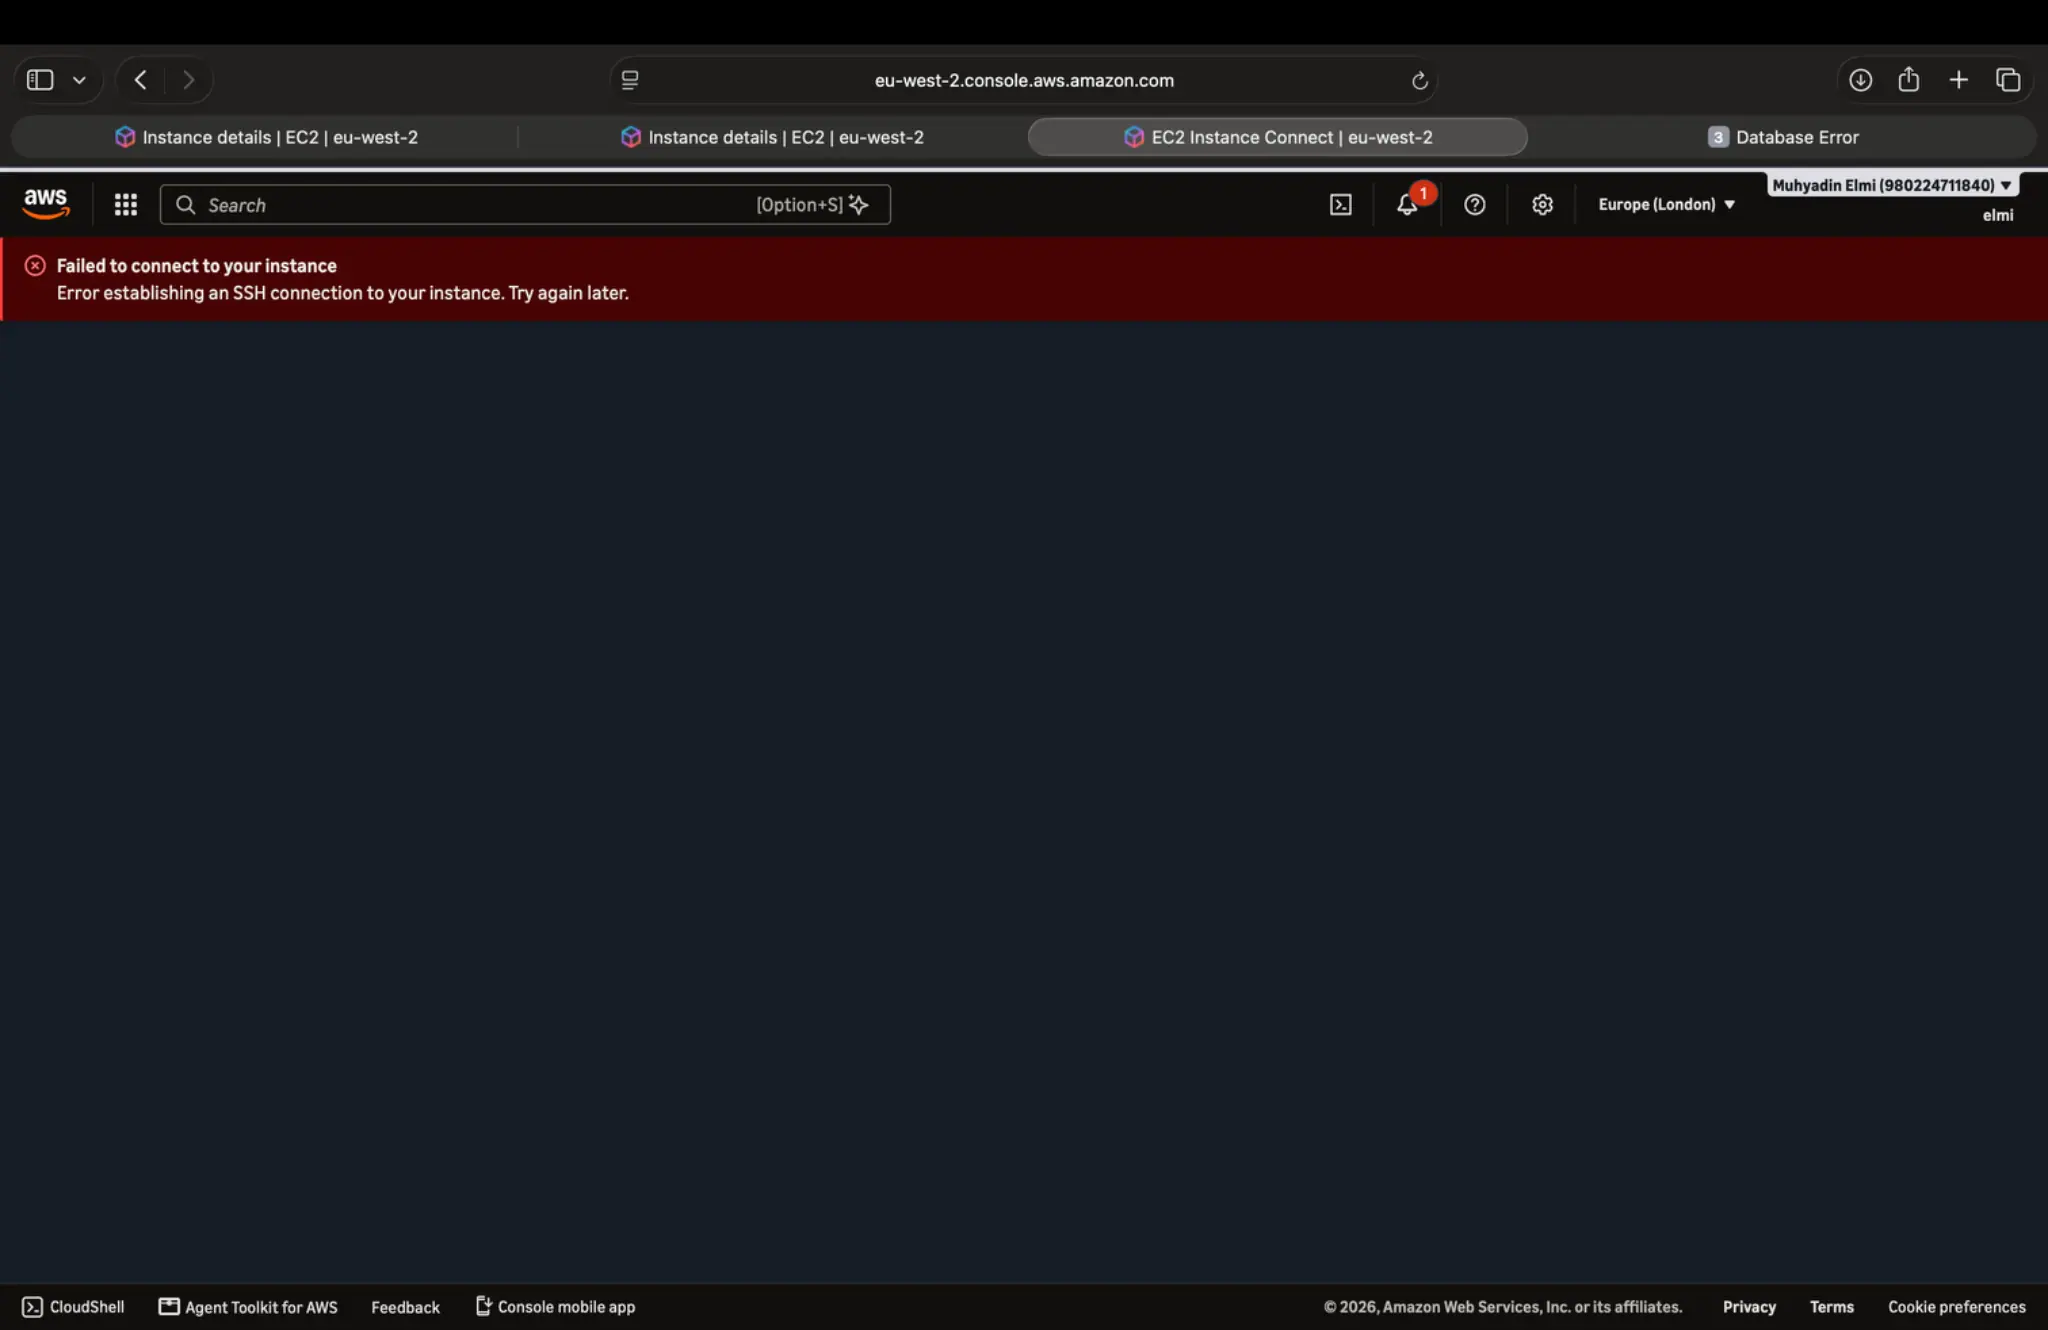 eu-west-2.console.aws.amazon.com
Instance details | EC2 | eu-west-2
Instance details | EC2 | eu-west-2
EC2 Instance Connect | eu-west-2
3 Database Error
aws
Search
[Option+S]
1
Europe (London)
Muhyadin Elmi (980224711840)
elmi
Failed to connect to your instance
Error establishing an SSH connection to your instance. Try again later.
CloudShell
Agent Toolkit for AWS
Feedback
Console mobile app
© 2026, Amazon Web Services, Inc. or its affiliates.
Privacy
Terms
Cookie preferences